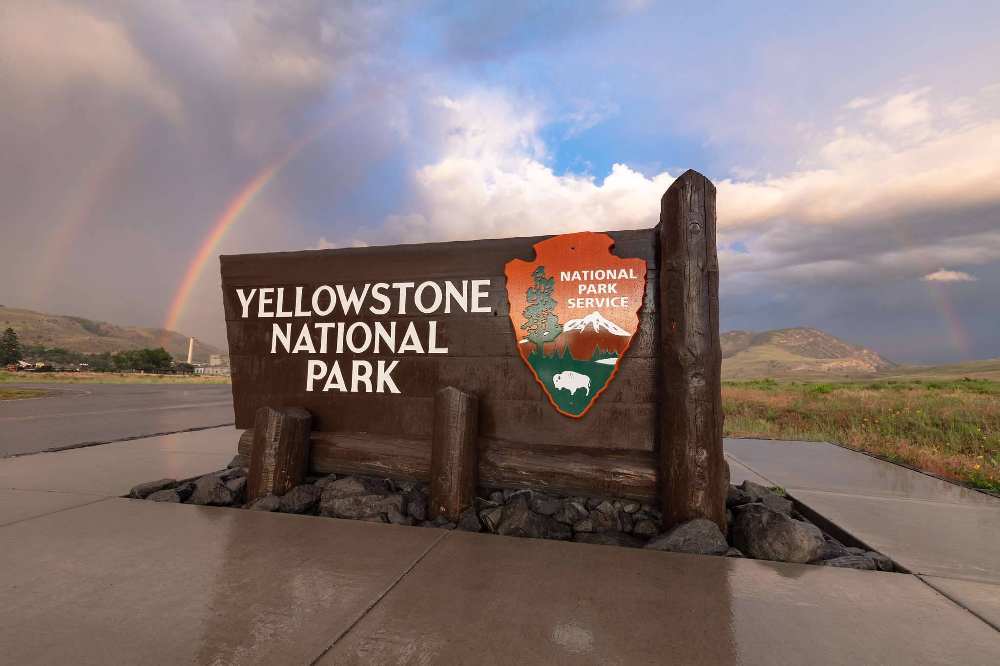 YELLOWSTONE
NATIONAL
PARK
NATIONAL
PARK
SERVICE